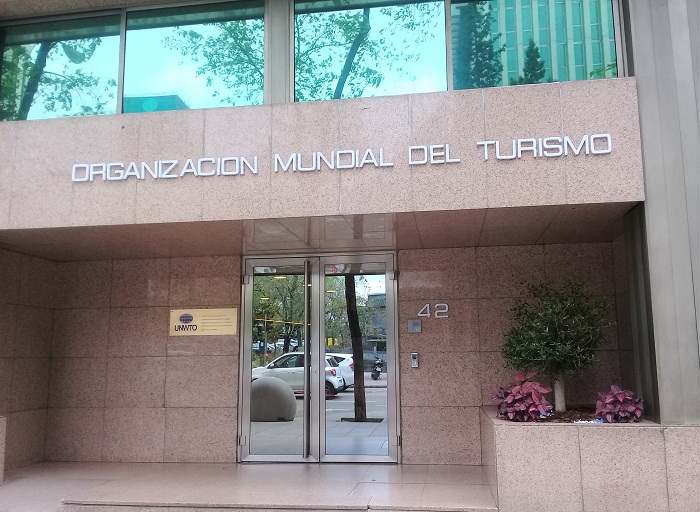 ORGANIZACION MUNDIAL DEL TURISMO
42
UNWTO